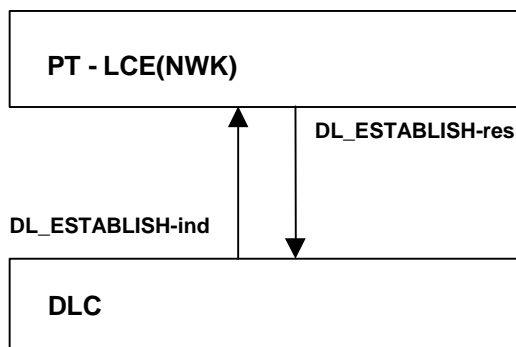 PT - LCE(NWK)
DL_ESTABLISH-res
DL_ESTABLISH-ind
DLC